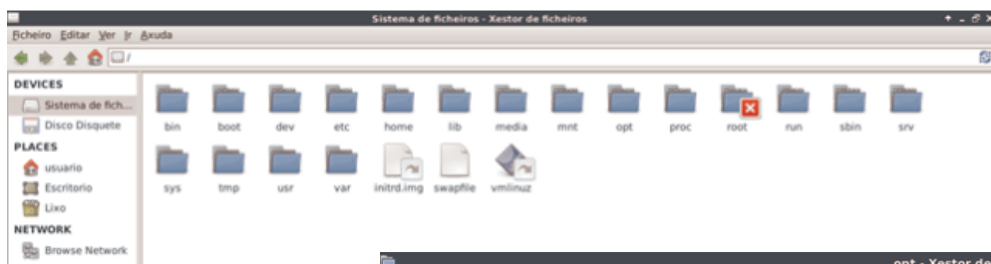 Sistema de ficheiros - Xestor de ficheiros
Ficheiro Editar Ver Ir Axuda
/
DEVICES
Sistema de fich...
Disco Disquete
PLACES
usuario
Escritorio
Lixo
NETWORK
Browse Network
bin boot dev etc home lib media mnt opt proc root run sbin srv
sys tmp usr var initrd.img swapfile vmlinuz
opt - Xestor de